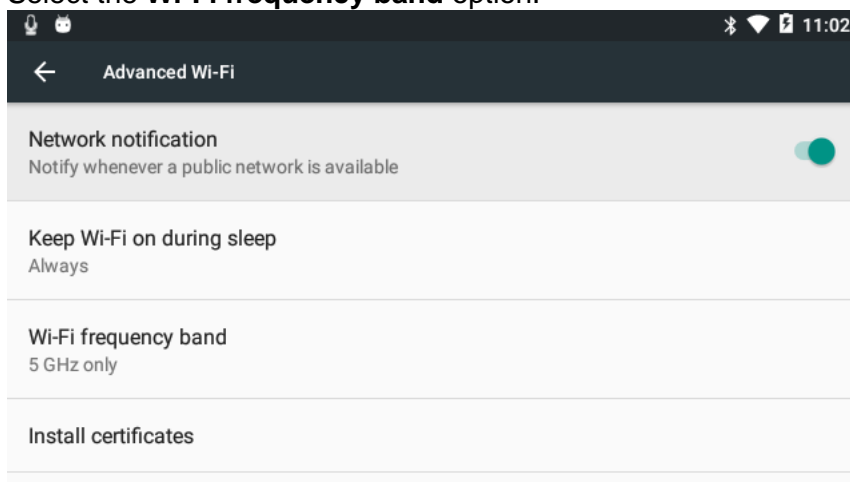 Select the Wi-Fi frequency band option.
11:02
Advanced Wi-Fi
Network notification
Notify whenever a public network is available
Keep Wi-Fi on during sleep
Always
Wi-Fi frequency band
5 GHz only
Install certificates